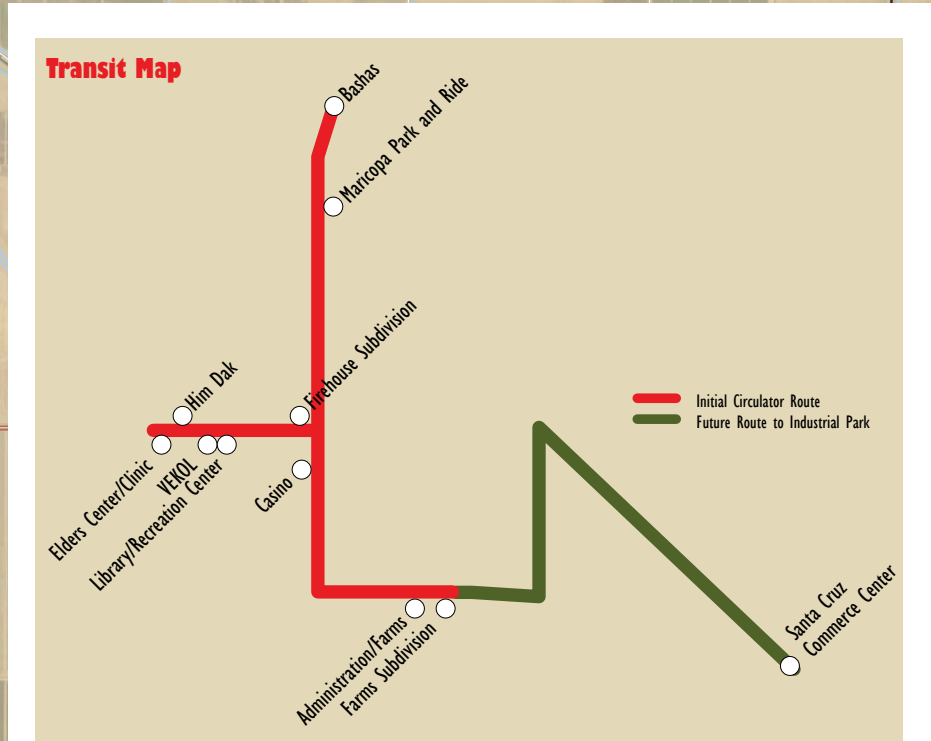 Transit Map
Bashas
Maricopa Park and Ride
Firehouse Subdivision
Him Dak
Initial Circulator Route
Future Route to Industrial Park
Elders Center/Clinic
VEKOL
Library/Recreation Center
Casino
Santa Cruz
Commerce Center
Administration/Farms
Farms Subdivision